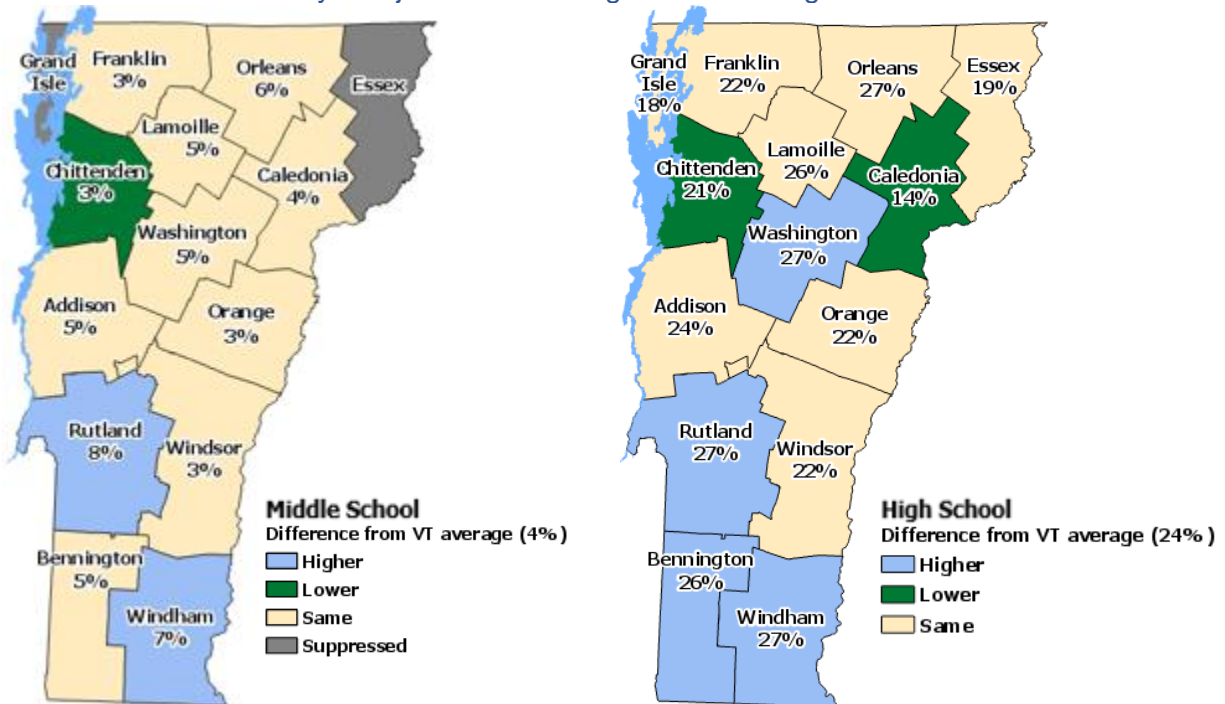 Grand
Isle
Franklin
3%
Orleans
6%
Essex
Lamoille
5%
Chittenden
3%
Caledonia
4%
Washington
5%
Addison
5%
Orange
3%
Rutland
8%
Windsor
3%
Bennington
5%
Windham
7%
Middle School
Difference from VT average (4%)
Higher
Lower
Same
Suppressed
Grand
Isle
18%
Franklin
22%
Orleans
27%
Essex
19%
Lamoille
26%
Chittenden
21%
Caledonia
14%
Washington
27%
Addison
24%
Orange
22%
Rutland
27%
Windsor
22%
Bennington
26%
Windham
27%
High School
Difference from VT average (24%)
Higher
Lower
Same